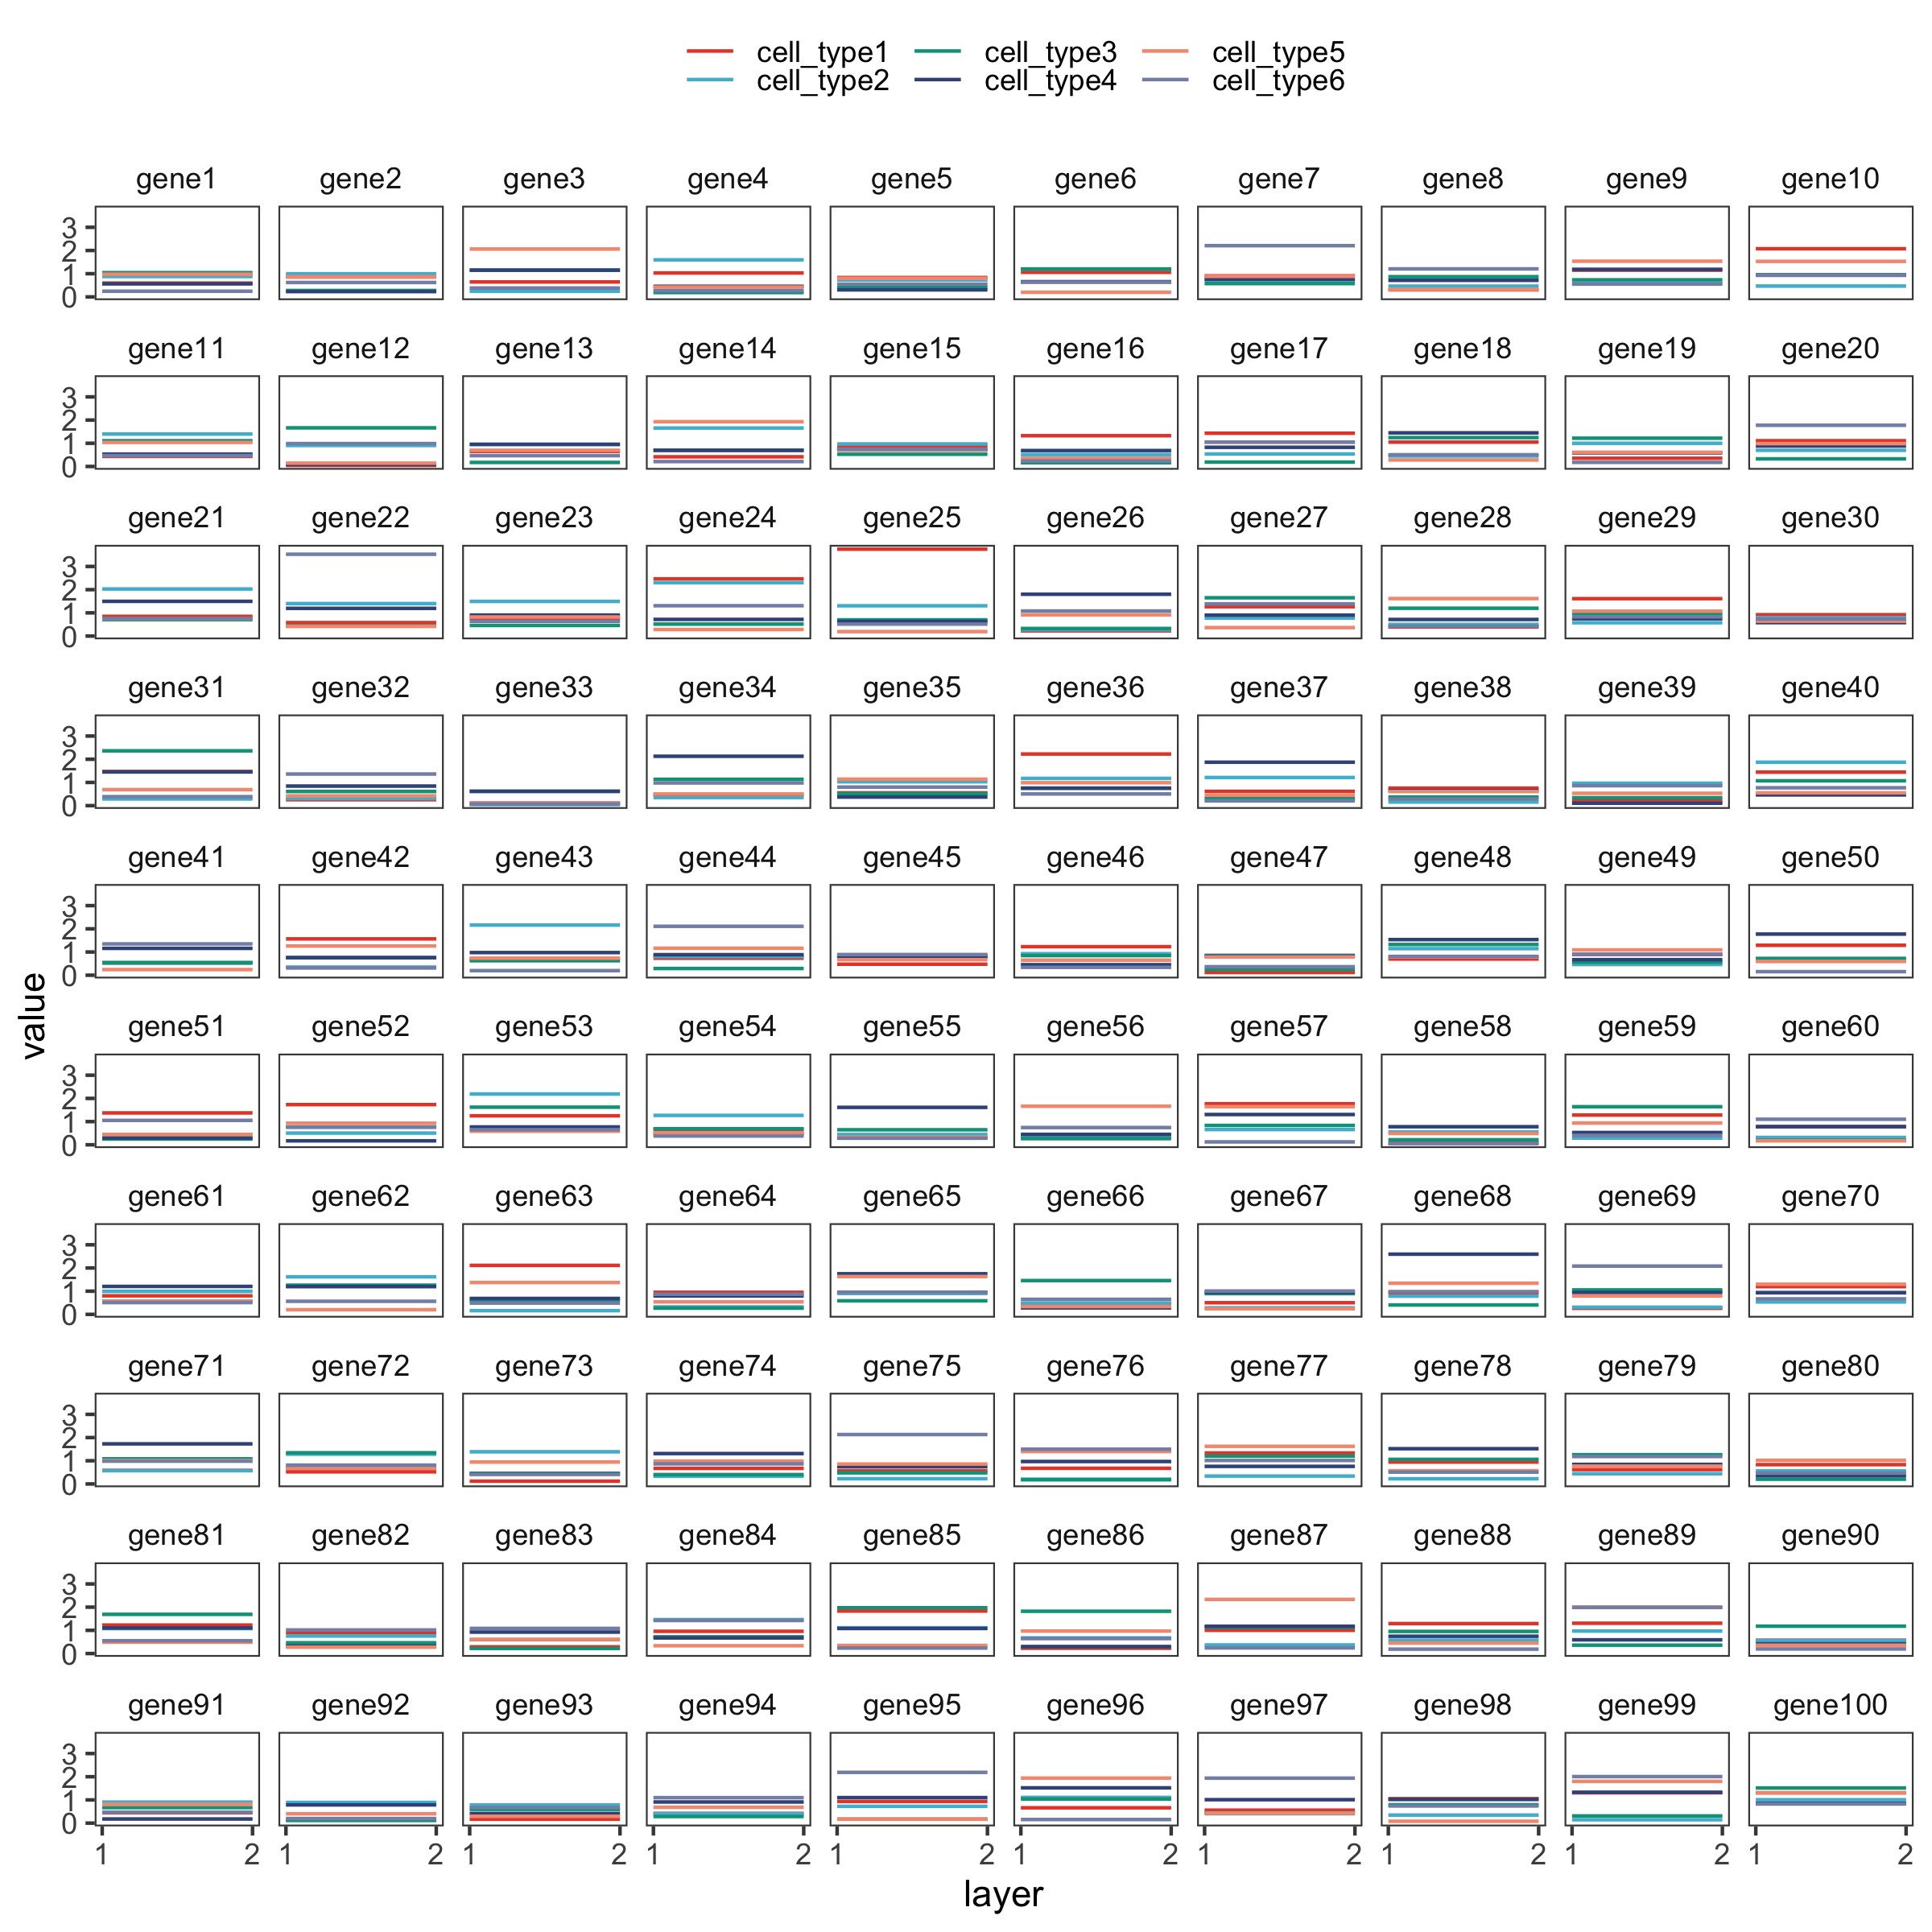 cell_type1 cell_type3 cell_type5
cell_type2 cell_type4 cell_type6
gene1 gene2 gene3 gene4 gene5 gene6 gene7 gene8 gene9 gene10
3
2
1
0
gene11 gene12 gene13 gene14 gene15 gene16 gene17 gene18 gene19 gene20
3
2
1
0
gene21 gene22 gene23 gene24 gene25 gene26 gene27 gene28 gene29 gene30
3
2
1
0
gene31 gene32 gene33 gene34 gene35 gene36 gene37 gene38 gene39 gene40
3
2
1
0
gene41 gene42 gene43 gene44 gene45 gene46 gene47 gene48 gene49 gene50
3
2
1
0
value
gene51 gene52 gene53 gene54 gene55 gene56 gene57 gene58 gene59 gene60
3
2
1
0
gene61 gene62 gene63 gene64 gene65 gene66 gene67 gene68 gene69 gene70
3
2
1
0
gene71 gene72 gene73 gene74 gene75 gene76 gene77 gene78 gene79 gene80
3
2
1
0
gene81 gene82 gene83 gene84 gene85 gene86 gene87 gene88 gene89 gene90
3
2
1
0
gene91 gene92 gene93 gene94 gene95 gene96 gene97 gene98 gene99 gene100
3
2
1
0
1 2 1 2 1 2 1 2 1 2 1 2 1 2 1 2 1 2 1 2
layer